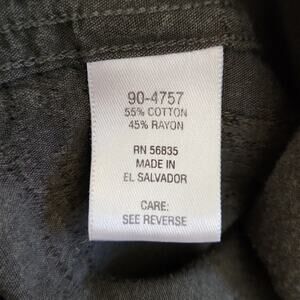 90-4757
55% COTTON
45% RAYON
RN 56835
MADE IN
EL SALVADOR
CARE:
SEE REVERSE